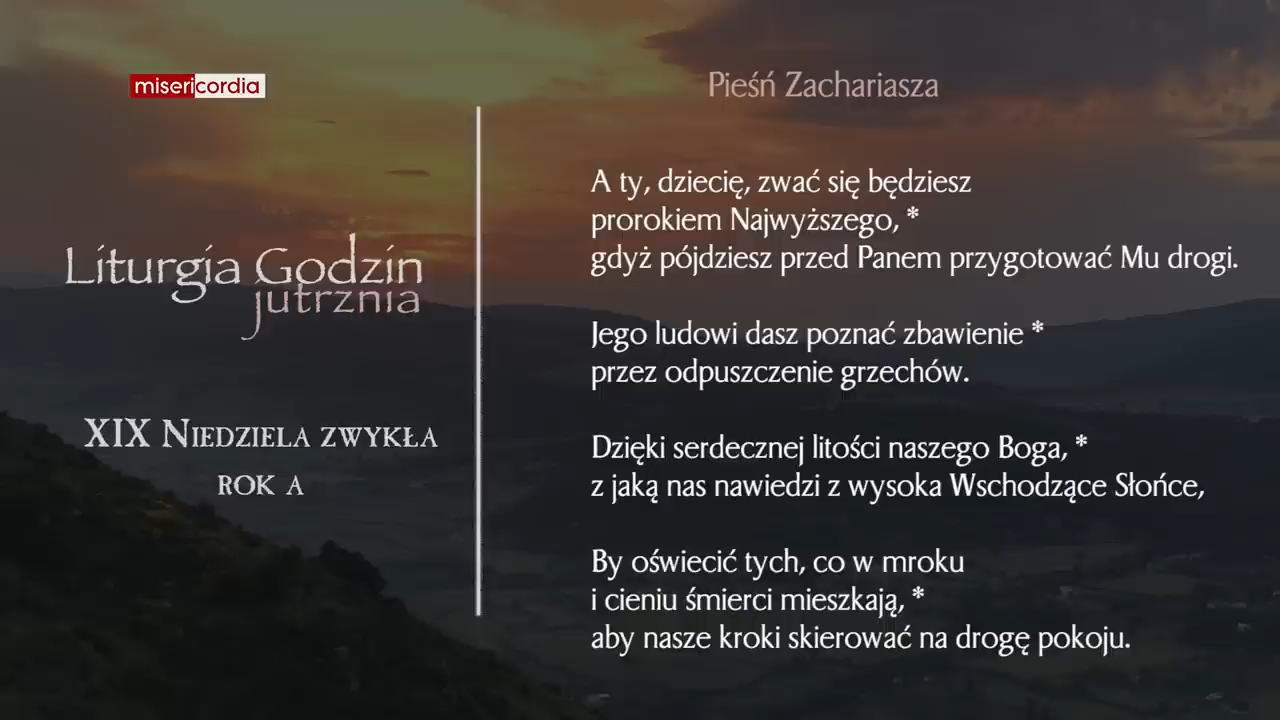 misericordia
Liturgia Godzin
jutrznia
XIX Niedziela zwykła
rok A
Pieśń Zachariasza
A ty, dziecię, zwać się będziesz
prorokiem Najwyższego, *
gdyż pójdziesz przed Panem przygotować Mu drogi.
Jego ludowi dasz poznać zbawienie *
przez odpuszczenie grzechów.
Dzięki serdecznej litości naszego Boga, *
z jaką nas nawiedzi z wysoka Wschodzące Słońce,
By oświecić tych, co w mroku
i cieniu śmierci mieszkają, *
aby nasze kroki skierować na drogę pokoju.